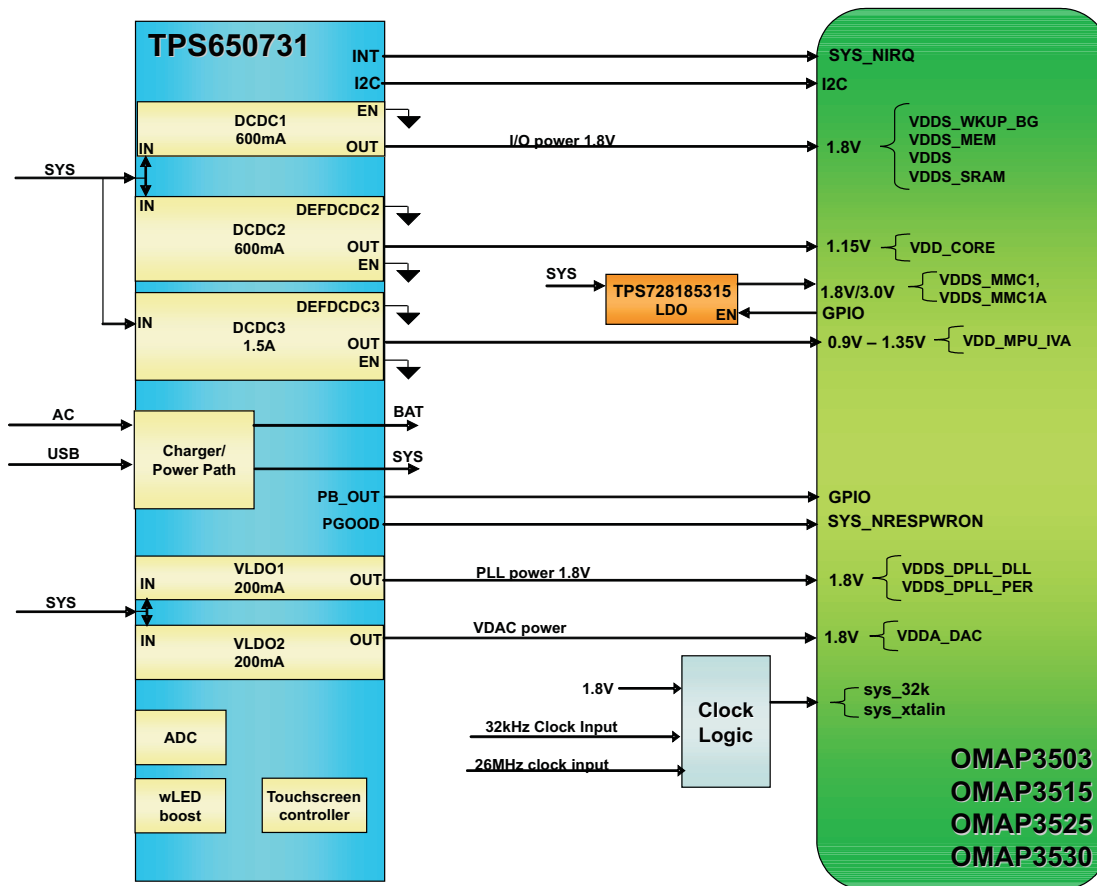 TPS650731
INT
SYS_NIRQ
I2C
I2C
EN
DCDC1
600mA
IN
OUT
I/O power 1.8V
1.8V
VDDS_WKUP_BG
VDDS_MEM
VDDS
VDDS_SRAM
SYS
IN
DEFDCDC2
DCDC2
600mA
OUT
EN
1.15V
VDD_CORE
SYS
TPS728185315
LDO
EN
1.8V/3.0V
VDDS_MMC1,
VDDS_MMC1A
GPIO
DEFDCDC3
IN
DCDC3
1.5A
OUT
EN
0.9V – 1.35V
VDD_MPU_IVA
AC
USB
Charger/
Power Path
BAT
SYS
PB_OUT
GPIO
PGOOD
SYS_NRESPWRON
IN
VLDO1
200mA
OUT
PLL power 1.8V
1.8V
VDDS_DPLL_DLL
VDDS_DPLL_PER
SYS
IN
VLDO2
200mA
OUT
VDAC power
1.8V
VDDA_DAC
1.8V
32kHz Clock Input
26MHz clock input
Clock
Logic
sys_32k
sys_xtalin
ADC
wLED
boost
Touchscreen
controller
OMAP3503
OMAP3515
OMAP3525
OMAP3530